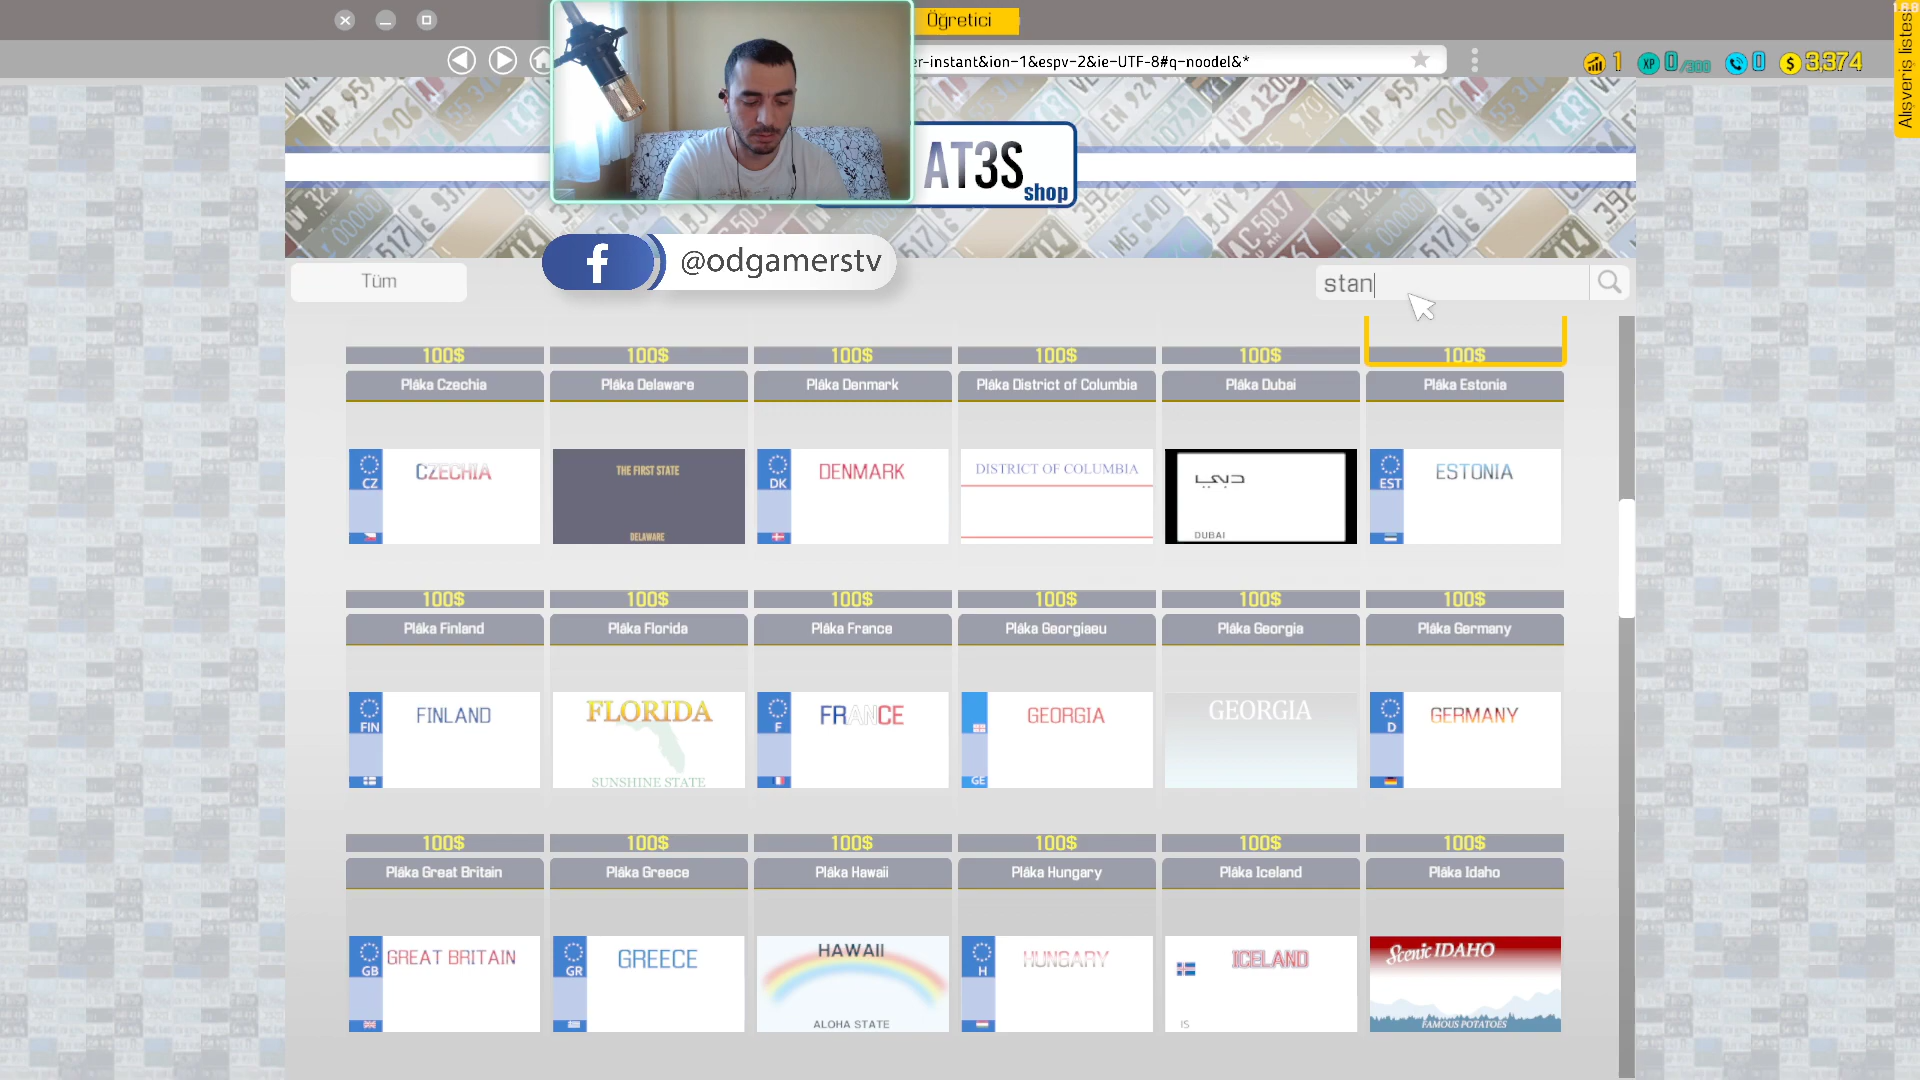 Öğretici
er-instant&ion-1&espv-2&ie-UTF-8#q-noodel&*
1
XP 0/390
0
$ 3,374
Alışveriş listesi
AT3S
shop
f @odgamerstv
Tüm
stan
100$ 100$ 100$ 100$ 100$ 100$
Plâka Czechia Plâka Delaware Plâka Denmark Plâka District of Columbia Plâka Dubai Plâka Estonia
CZ CZECHIA
THE FIRST STATE
DELAWARE
DK DENMARK
DISTRICT OF COLUMBIA
دبي
DUBAI
EST ESTONIA
100$ 100$ 100$ 100$ 100$ 100$
Plâka Finland Plâka Florida Plâka France Plâka Georgiaeu Plâka Georgia Plâka Germany
FIN FINLAND
FLORIDA
SUNSHINE STATE
F FRANCE
GEORGIA
GE
GEORGIA
D GERMANY
100$ 100$ 100$ 100$ 100$ 100$
Plâka Great Britain Plâka Greece Plâka Hawaii Plâka Hungary Plâka Iceland Plâka Idaho
GB GREAT BRITAIN
GR GREECE
HAWAII
ALOHA STATE
H HUNGARY
ICELAND
IS
Scenic IDAHO
FAMOUS POTATOES